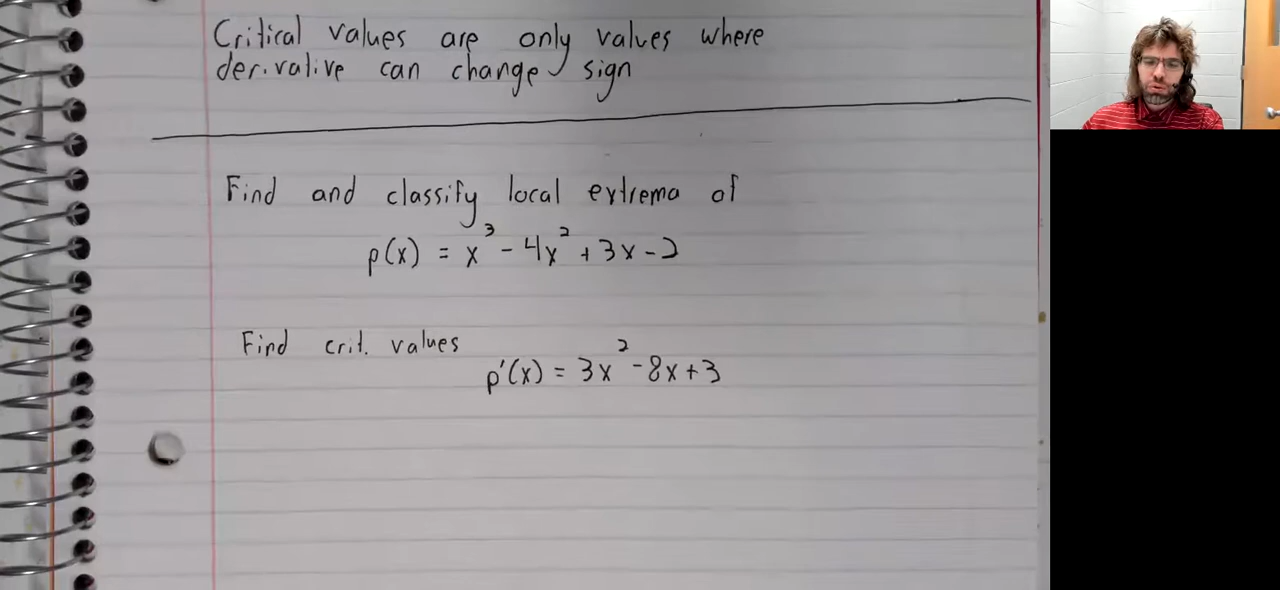 Critical values are only values where
derivative can change sign
Find and classify local extrema of
p(x) = x³ - 4x² + 3x - 2
Find crit. values
p'(x) = 3x² - 8x + 3